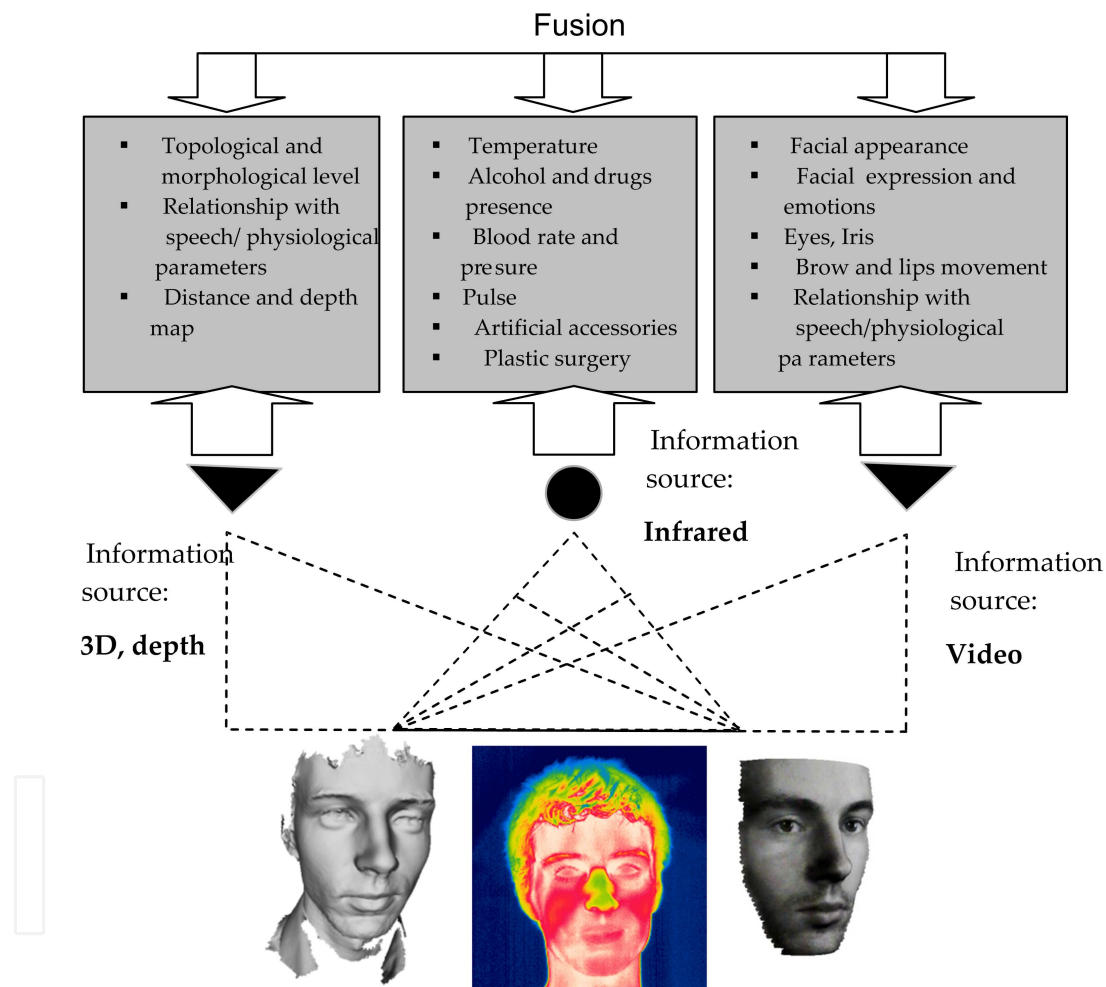 Fusion
▪ Topological and
morphological level
▪ Relationship with
speech/ physiological
parameters
▪ Distance and depth
map
▪ Temperature
▪ Alcohol and drugs
presence
▪ Blood rate and
presure
▪ Pulse
▪ Artificial accessories
▪ Plastic surgery
▪ Facial appearance
▪ Facial expression and
emotions
▪ Eyes, Iris
▪ Brow and lips movement
▪ Relationship with
speech/physiological
pa rameters
Information
source:
Infrared
Information
source:
3D, depth
Information
source:
Video